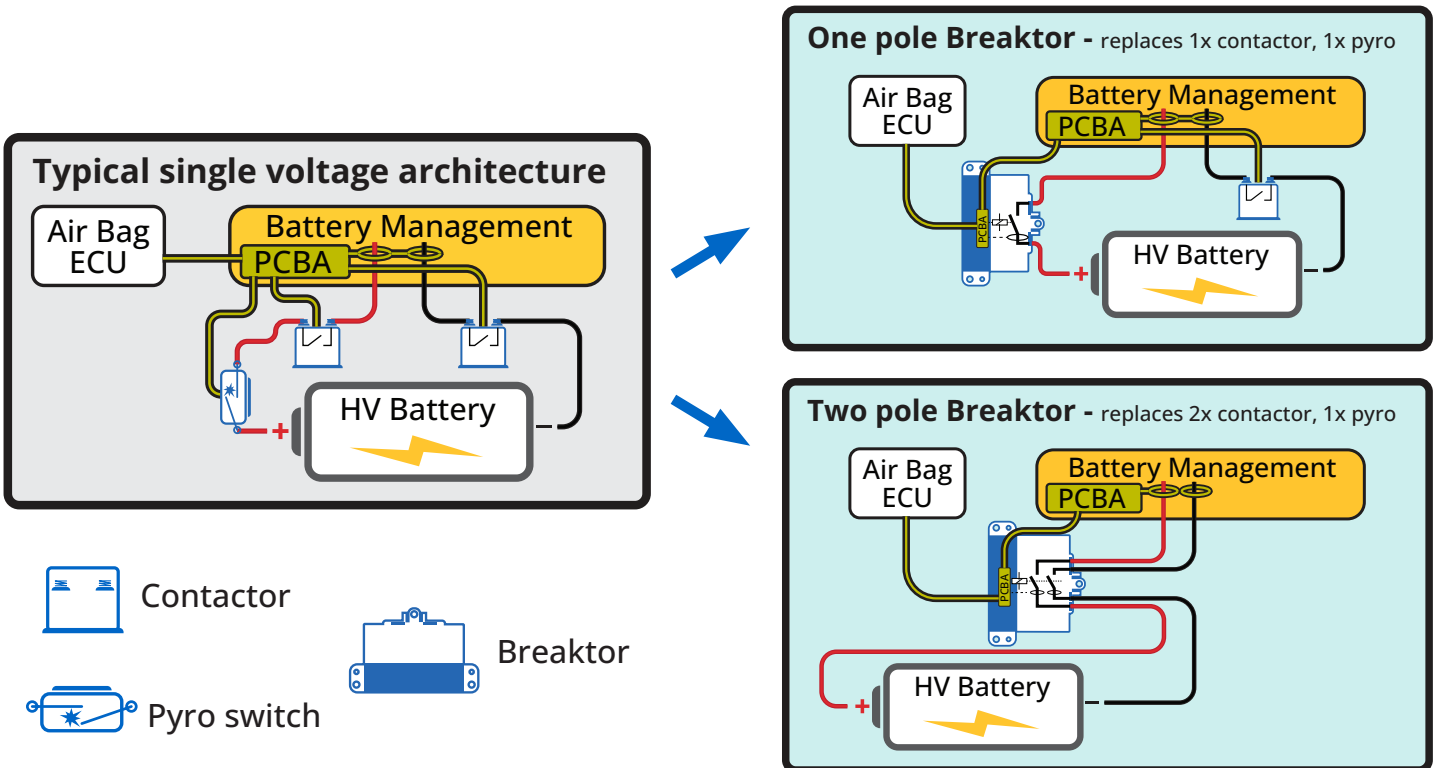 Typical single voltage architecture
Air Bag
ECU
Battery Management
PCBA
HV Battery
+
−
Contactor
Pyro switch
Breaktor
One pole Breaktor - replaces 1x contactor, 1x pyro
Air Bag
ECU
Battery Management
PCBA
PCBA
HV Battery
+
−
Two pole Breaktor - replaces 2x contactor, 1x pyro
Air Bag
ECU
Battery Management
PCBA
PCBA
HV Battery
+
−